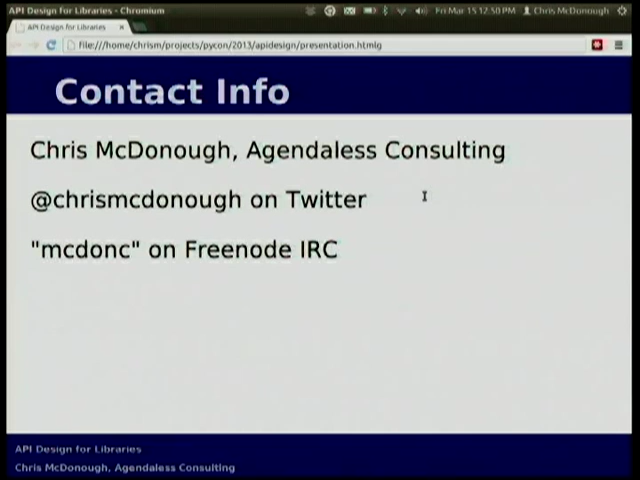 API Design for Libraries - Chromium
Fri Mar 15 12:50 PM
Chris McDonough
API Design for Libraries
file:///home/chrism/projects/pycon/2013/apidesign/presentation.html#
Contact Info
Chris McDonough, Agendaless Consulting
@chrismcdonough on Twitter
"mcdonc" on Freenode IRC
API Design for Libraries
Chris McDonough, Agendaless Consulting